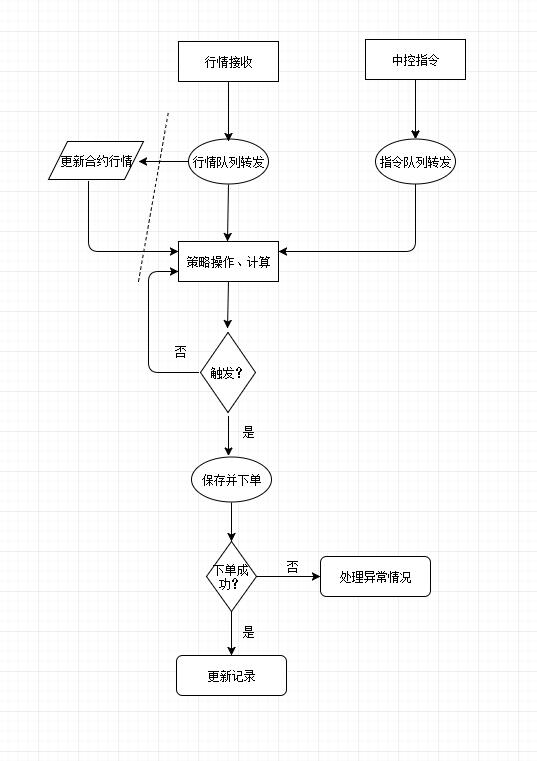 行情接收
中控指令
更新合约行情
行情队列转发
指令队列转发
策略操作、计算
否
触发？
是
保存并下单
下单成
功？
否
处理异常情况
是
更新记录